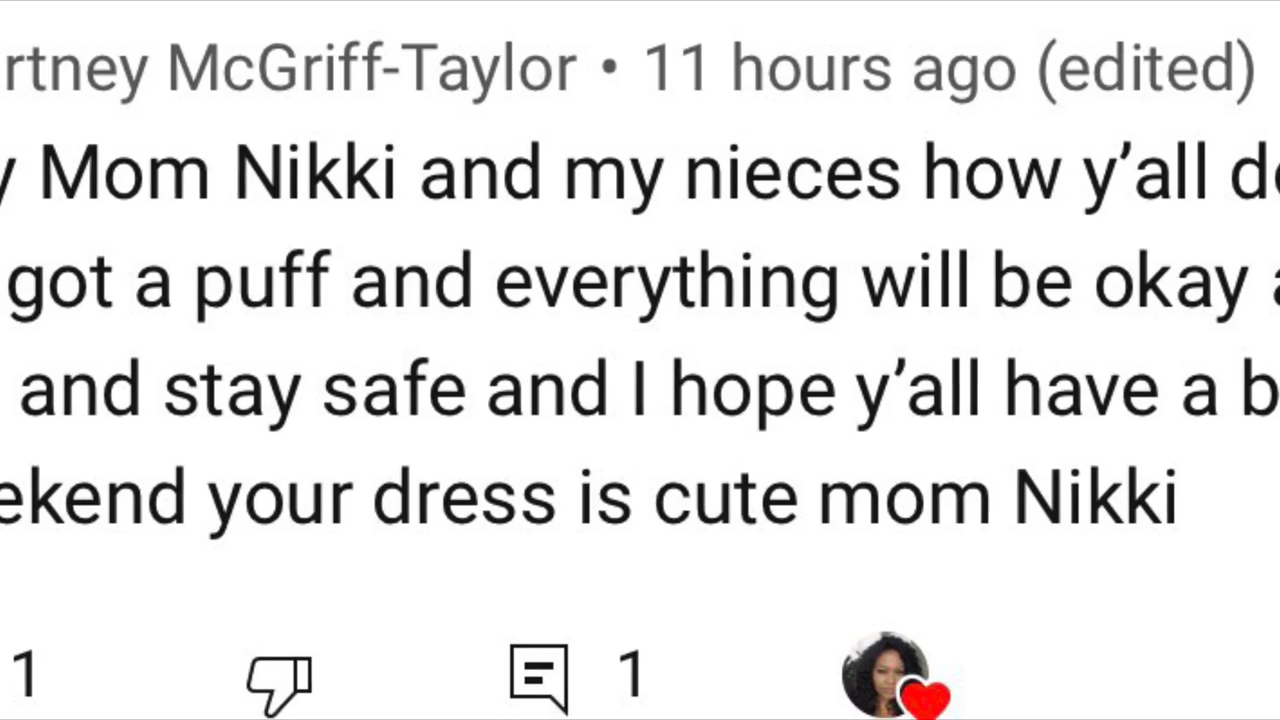 rtney McGriff-Taylor • 11 hours ago (edited)
Mom Nikki and my nieces how y’all
got a puff and everything will be okay
and stay safe and I hope y’all have a
ekend your dress is cute mom Nikki
1 1